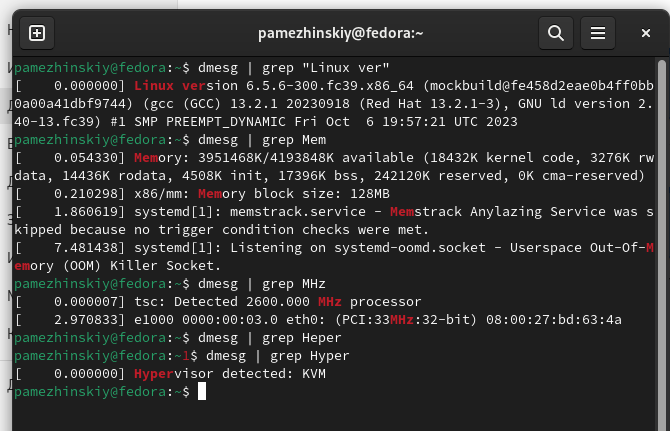 pamezhinskiy@fedora:~
pamezhinskiy@fedora:~$ dmesg | grep "Linux ver"
[    0.000000] Linux version 6.5.6-300.fc39.x86_64 (mockbuild@fe458d2eae0b4ff0bb
0a00a41dbf9744) (gcc (GCC) 13.2.1 20230918 (Red Hat 13.2.1-3), GNU ld version 2.
40-13.fc39) #1 SMP PREEMPT_DYNAMIC Fri Oct  6 19:57:21 UTC 2023
pamezhinskiy@fedora:~$ dmesg | grep Mem
[    0.054330] Memory: 3951468K/4193848K available (18432K kernel code, 3276K rw
data, 14436K rodata, 4508K init, 17396K bss, 242120K reserved, 0K cma-reserved)
[    0.210298] x86/mm: Memory block size: 128MB
[    1.860619] systemd[1]: memstrack.service - Memstrack Anylazing Service was s
kipped because no trigger condition checks were met.
[    7.481438] systemd[1]: Listening on systemd-oomd.socket - Userspace Out-Of-M
emory (OOM) Killer Socket.
pamezhinskiy@fedora:~$ dmesg | grep MHz
[    0.000007] tsc: Detected 2600.000 MHz processor
[    2.970833] e1000 0000:00:03.0 eth0: (PCI:33MHz:32-bit) 08:00:27:bd:63:4a
pamezhinskiy@fedora:~$ dmesg | grep Heper
pamezhinskiy@fedora:~1$ dmesg | grep Hyper
[    0.000000] Hypervisor detected: KVM
pamezhinskiy@fedora:~$